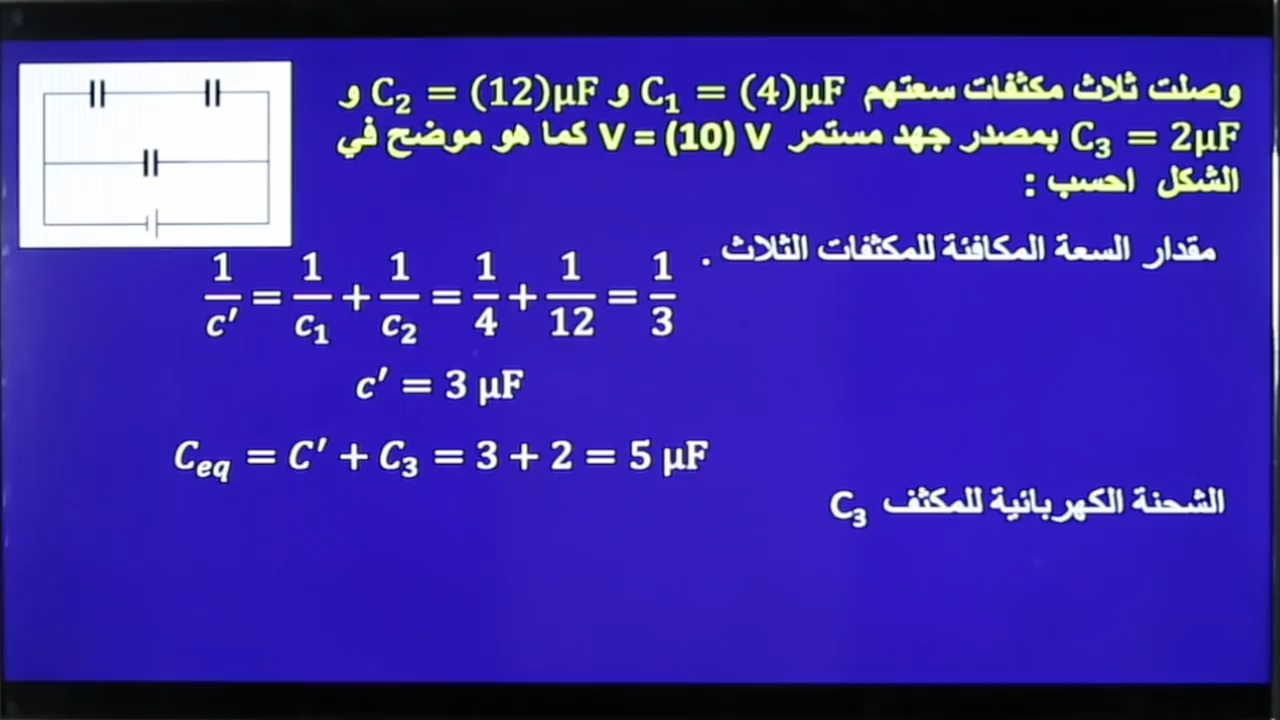 وصلت ثلاث مكثفات سعتهم C₁ = (4)μF و C₂ = (12)μF و
C₃ = 2μF بمصدر جهد مستمر V = (10) V كما هو موضح في
الشكل احسب :
مقدار السعة المكافئة للمكثفات الثلاث .
1/c′ = 1/c₁ + 1/c₂ = 1/4 + 1/12 = 1/3
c′ = 3 μF
C_eq = C′ + C₃ = 3 + 2 = 5 μF
الشحنة الكهربائية للمكثف C₃